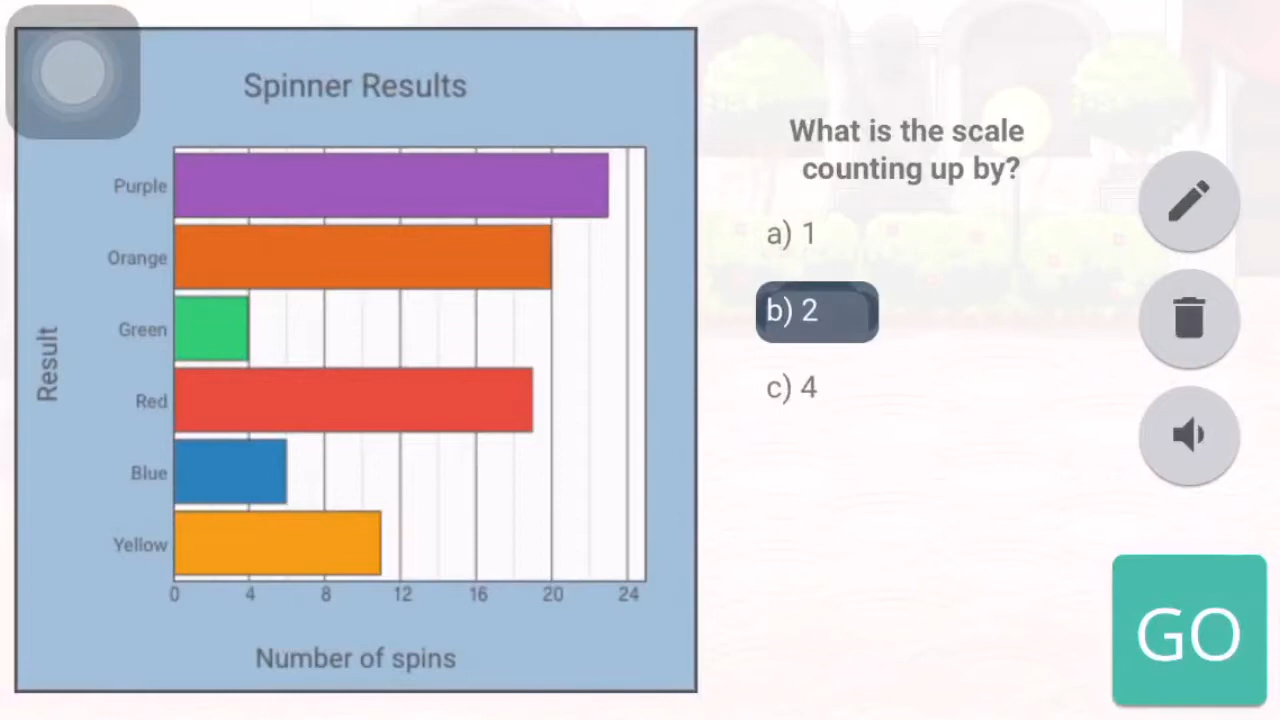 Spinner Results
Purple
Orange
Green
Red
Blue
Yellow
Result
0 4 8 12 16 20 24
Number of spins
What is the scale
counting up by?
a) 1
b) 2
c) 4
GO